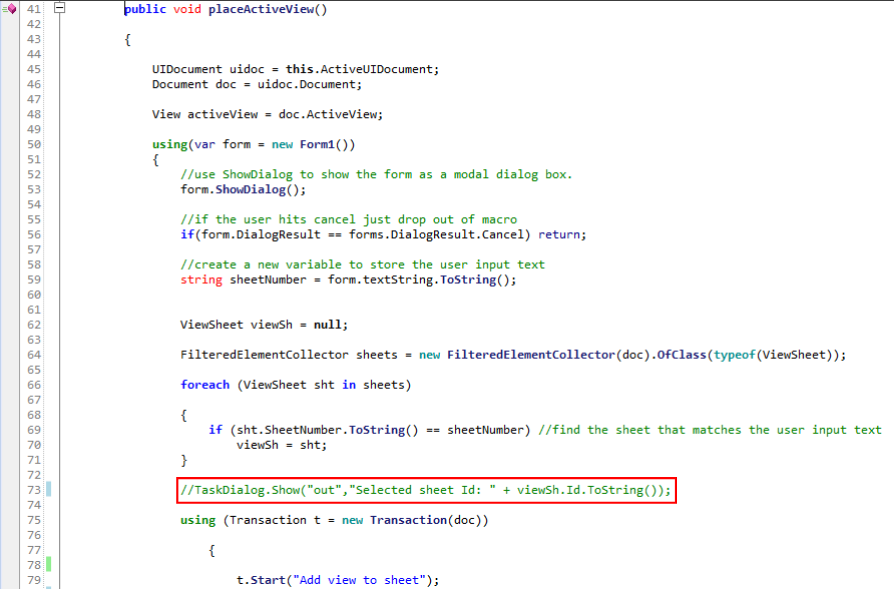 41 public void placeActiveView()
42
43 {
44
45 UIDocument uidoc = this.ActiveUIDocument;
46 Document doc = uidoc.Document;
47
48 View activeView = doc.ActiveView;
49
50 using(var form = new Form1())
51 {
52 //use ShowDialog to show the form as a modal dialog box.
53 form.ShowDialog();
54
55 //if the user hits cancel just drop out of macro
56 if(form.DialogResult == forms.DialogResult.Cancel) return;
57
58 //create a new variable to store the user input text
59 string sheetNumber = form.textString.ToString();
60
61
62 ViewSheet viewSh = null;
63
64 FilteredElementCollector sheets = new FilteredElementCollector(doc).OfClass(typeof(ViewSheet));
65
66 foreach (ViewSheet sht in sheets)
67
68 {
69 if (sht.SheetNumber.ToString() == sheetNumber) //find the sheet that matches the user input text
70 viewSh = sht;
71 }
72
73 //TaskDialog.Show("out","Selected sheet Id: " + viewSh.Id.ToString());
74
75 using (Transaction t = new Transaction(doc))
76
77 {
78
79 t.Start("Add view to sheet");